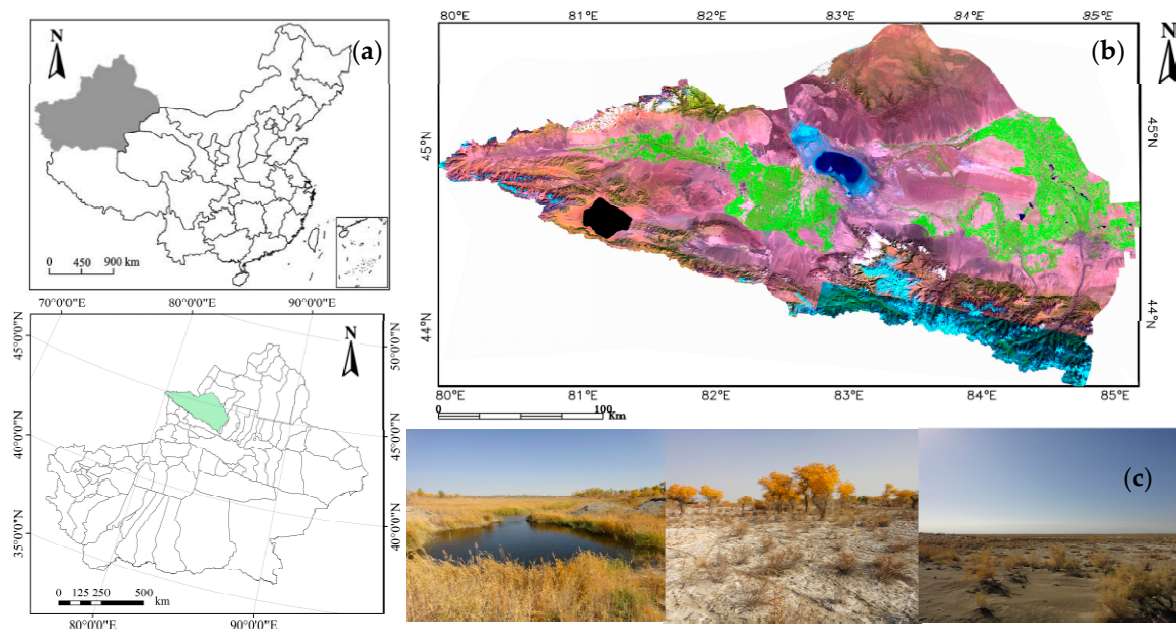 N
(a)
0 450 900 km
70°0'0"E 80°0'0"E 90°0'0"E
N
45°0'0"N
40°0'0"N
35°0'0"N
50°0'0"N
45°0'0"N
40°0'0"N
0 125 250 500
km
80°0'0"E 90°0'0"E
80°E 81°E 82°E 83°E 84°E 85°E
N
(b)
45°N
44°N
45°N
44°N
80°E 81°E 82°E 83°E 84°E 85°E
0 100
Km
(c)